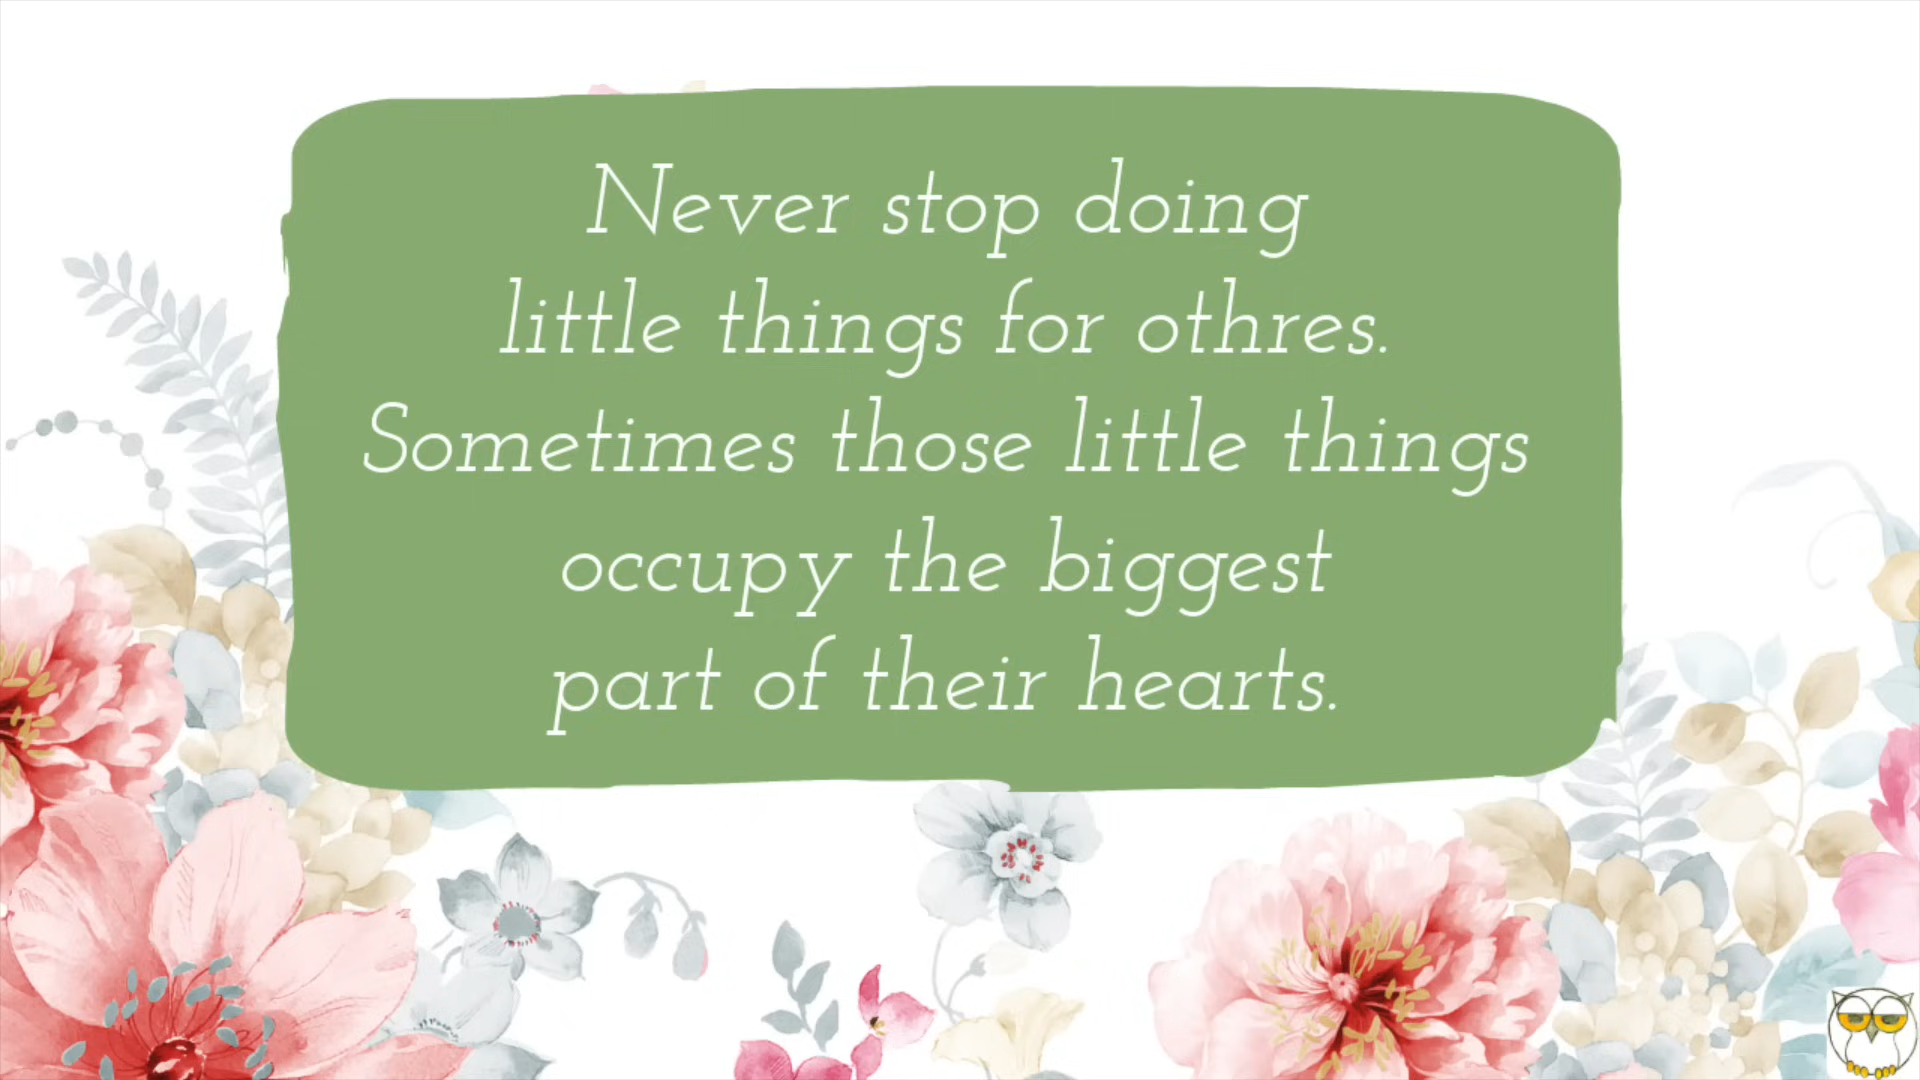 Never stop doing
little things for othres.
Sometimes those little things
occupy the biggest
part of their hearts.